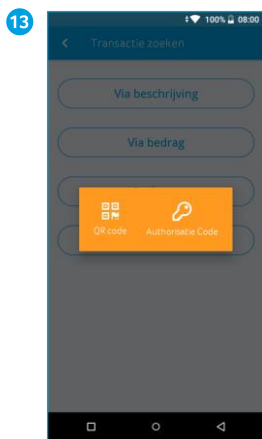 13
100% 08:00
Transactie zoeken
Via beschrijving
Via bedrag
QR code Authorisatie Code